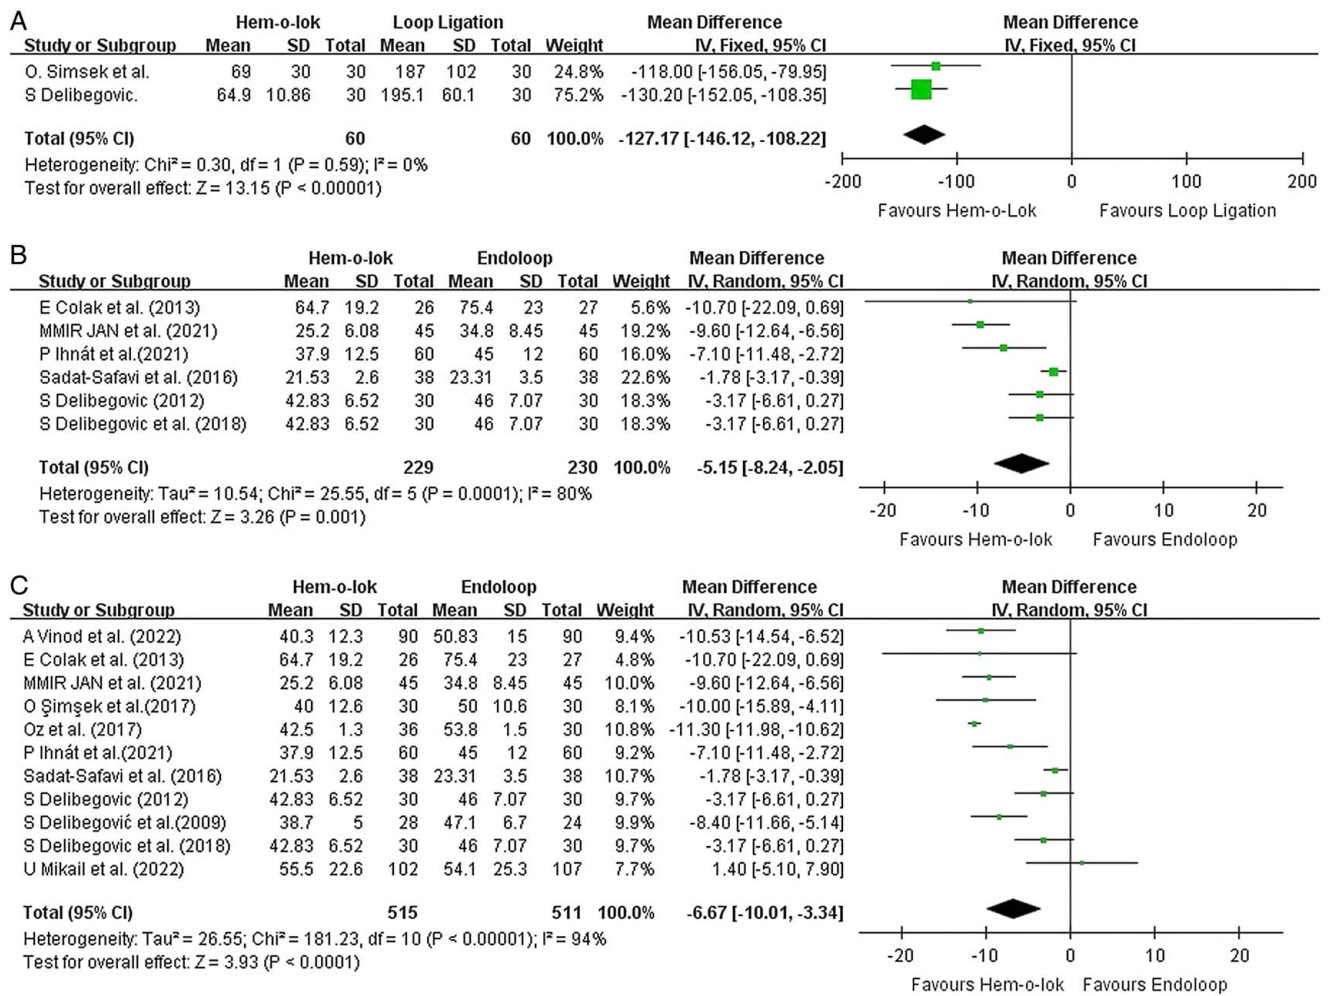 A
Hem-o-lok Loop Ligation Mean Difference Mean Difference
Study or Subgroup Mean SD Total Mean SD Total Weight IV, Fixed, 95% CI IV, Fixed, 95% CI
O. Simsek et al. 69 30 30 187 102 30 24.8% -118.00 [-156.05, -79.95]
S Delibegovic. 64.9 10.86 30 195.1 60.1 30 75.2% -130.20 [-152.05, -108.35]
Total (95% CI) 60 60 100.0% -127.17 [-146.12, -108.22]
Heterogeneity: Chi² = 0.30, df = 1 (P = 0.59); I² = 0%
Test for overall effect: Z = 13.15 (P < 0.00001)
-200 -100 0 100 200
Favours Hem-o-Lok Favours Loop Ligation
B
Hem-o-lok Endoloop Mean Difference Mean Difference
Study or Subgroup Mean SD Total Mean SD Total Weight IV, Random, 95% CI IV, Random, 95% CI
E Colak et al. (2013) 64.7 19.2 26 75.4 23 27 5.6% -10.70 [-22.09, 0.69]
MMIR JAN et al. (2021) 25.2 6.08 45 34.8 8.45 45 19.2% -9.60 [-12.64, -6.56]
P Ihnát et al.(2021) 37.9 12.5 60 45 12 60 16.0% -7.10 [-11.48, -2.72]
Sadat-Safavi et al. (2016) 21.53 2.6 38 23.31 3.5 38 22.6% -1.78 [-3.17, -0.39]
S Delibegovic (2012) 42.83 6.52 30 46 7.07 30 18.3% -3.17 [-6.61, 0.27]
S Delibegovic et al. (2018) 42.83 6.52 30 46 7.07 30 18.3% -3.17 [-6.61, 0.27]
Total (95% CI) 229 230 100.0% -5.15 [-8.24, -2.05]
Heterogeneity: Tau² = 10.54; Chi² = 25.55, df = 5 (P = 0.0001); I² = 80%
Test for overall effect: Z = 3.26 (P = 0.001)
-20 -10 0 10 20
Favours Hem-o-lok Favours Endoloop
C
Hem-o-lok Endoloop Mean Difference Mean Difference
Study or Subgroup Mean SD Total Mean SD Total Weight IV, Random, 95% CI IV, Random, 95% CI
A Vinod et al. (2022) 40.3 12.3 90 50.83 15 90 9.4% -10.53 [-14.54, -6.52]
E Colak et al. (2013) 64.7 19.2 26 75.4 23 27 4.8% -10.70 [-22.09, 0.69]
MMIR JAN et al. (2021) 25.2 6.08 45 34.8 8.45 45 10.0% -9.60 [-12.64, -6.56]
O Şimşek et al.(2017) 40 12.6 30 50 10.6 30 8.1% -10.00 [-15.89, -4.11]
Oz et al. (2017) 42.5 1.3 36 53.8 1.5 30 10.8% -11.30 [-11.98, -10.62]
P Ihnát et al.(2021) 37.9 12.5 60 45 12 60 9.2% -7.10 [-11.48, -2.72]
Sadat-Safavi et al. (2016) 21.53 2.6 38 23.31 3.5 38 10.7% -1.78 [-3.17, -0.39]
S Delibegovic (2012) 42.83 6.52 30 46 7.07 30 9.7% -3.17 [-6.61, 0.27]
S Delibegović et al.(2009) 38.7 5 28 47.1 6.7 24 9.9% -8.40 [-11.66, -5.14]
S Delibegovic et al. (2018) 42.83 6.52 30 46 7.07 30 9.7% -3.17 [-6.61, 0.27]
U Mikail et al. (2022) 55.5 22.6 102 54.1 25.3 107 7.7% 1.40 [-5.10, 7.90]
Total (95% CI) 515 511 100.0% -6.67 [-10.01, -3.34]
Heterogeneity: Tau² = 26.55; Chi² = 181.23, df = 10 (P < 0.00001); I² = 94%
Test for overall effect: Z = 3.93 (P < 0.0001)
-20 -10 0 10 20
Favours Hem-o-lok Favours Endoloop